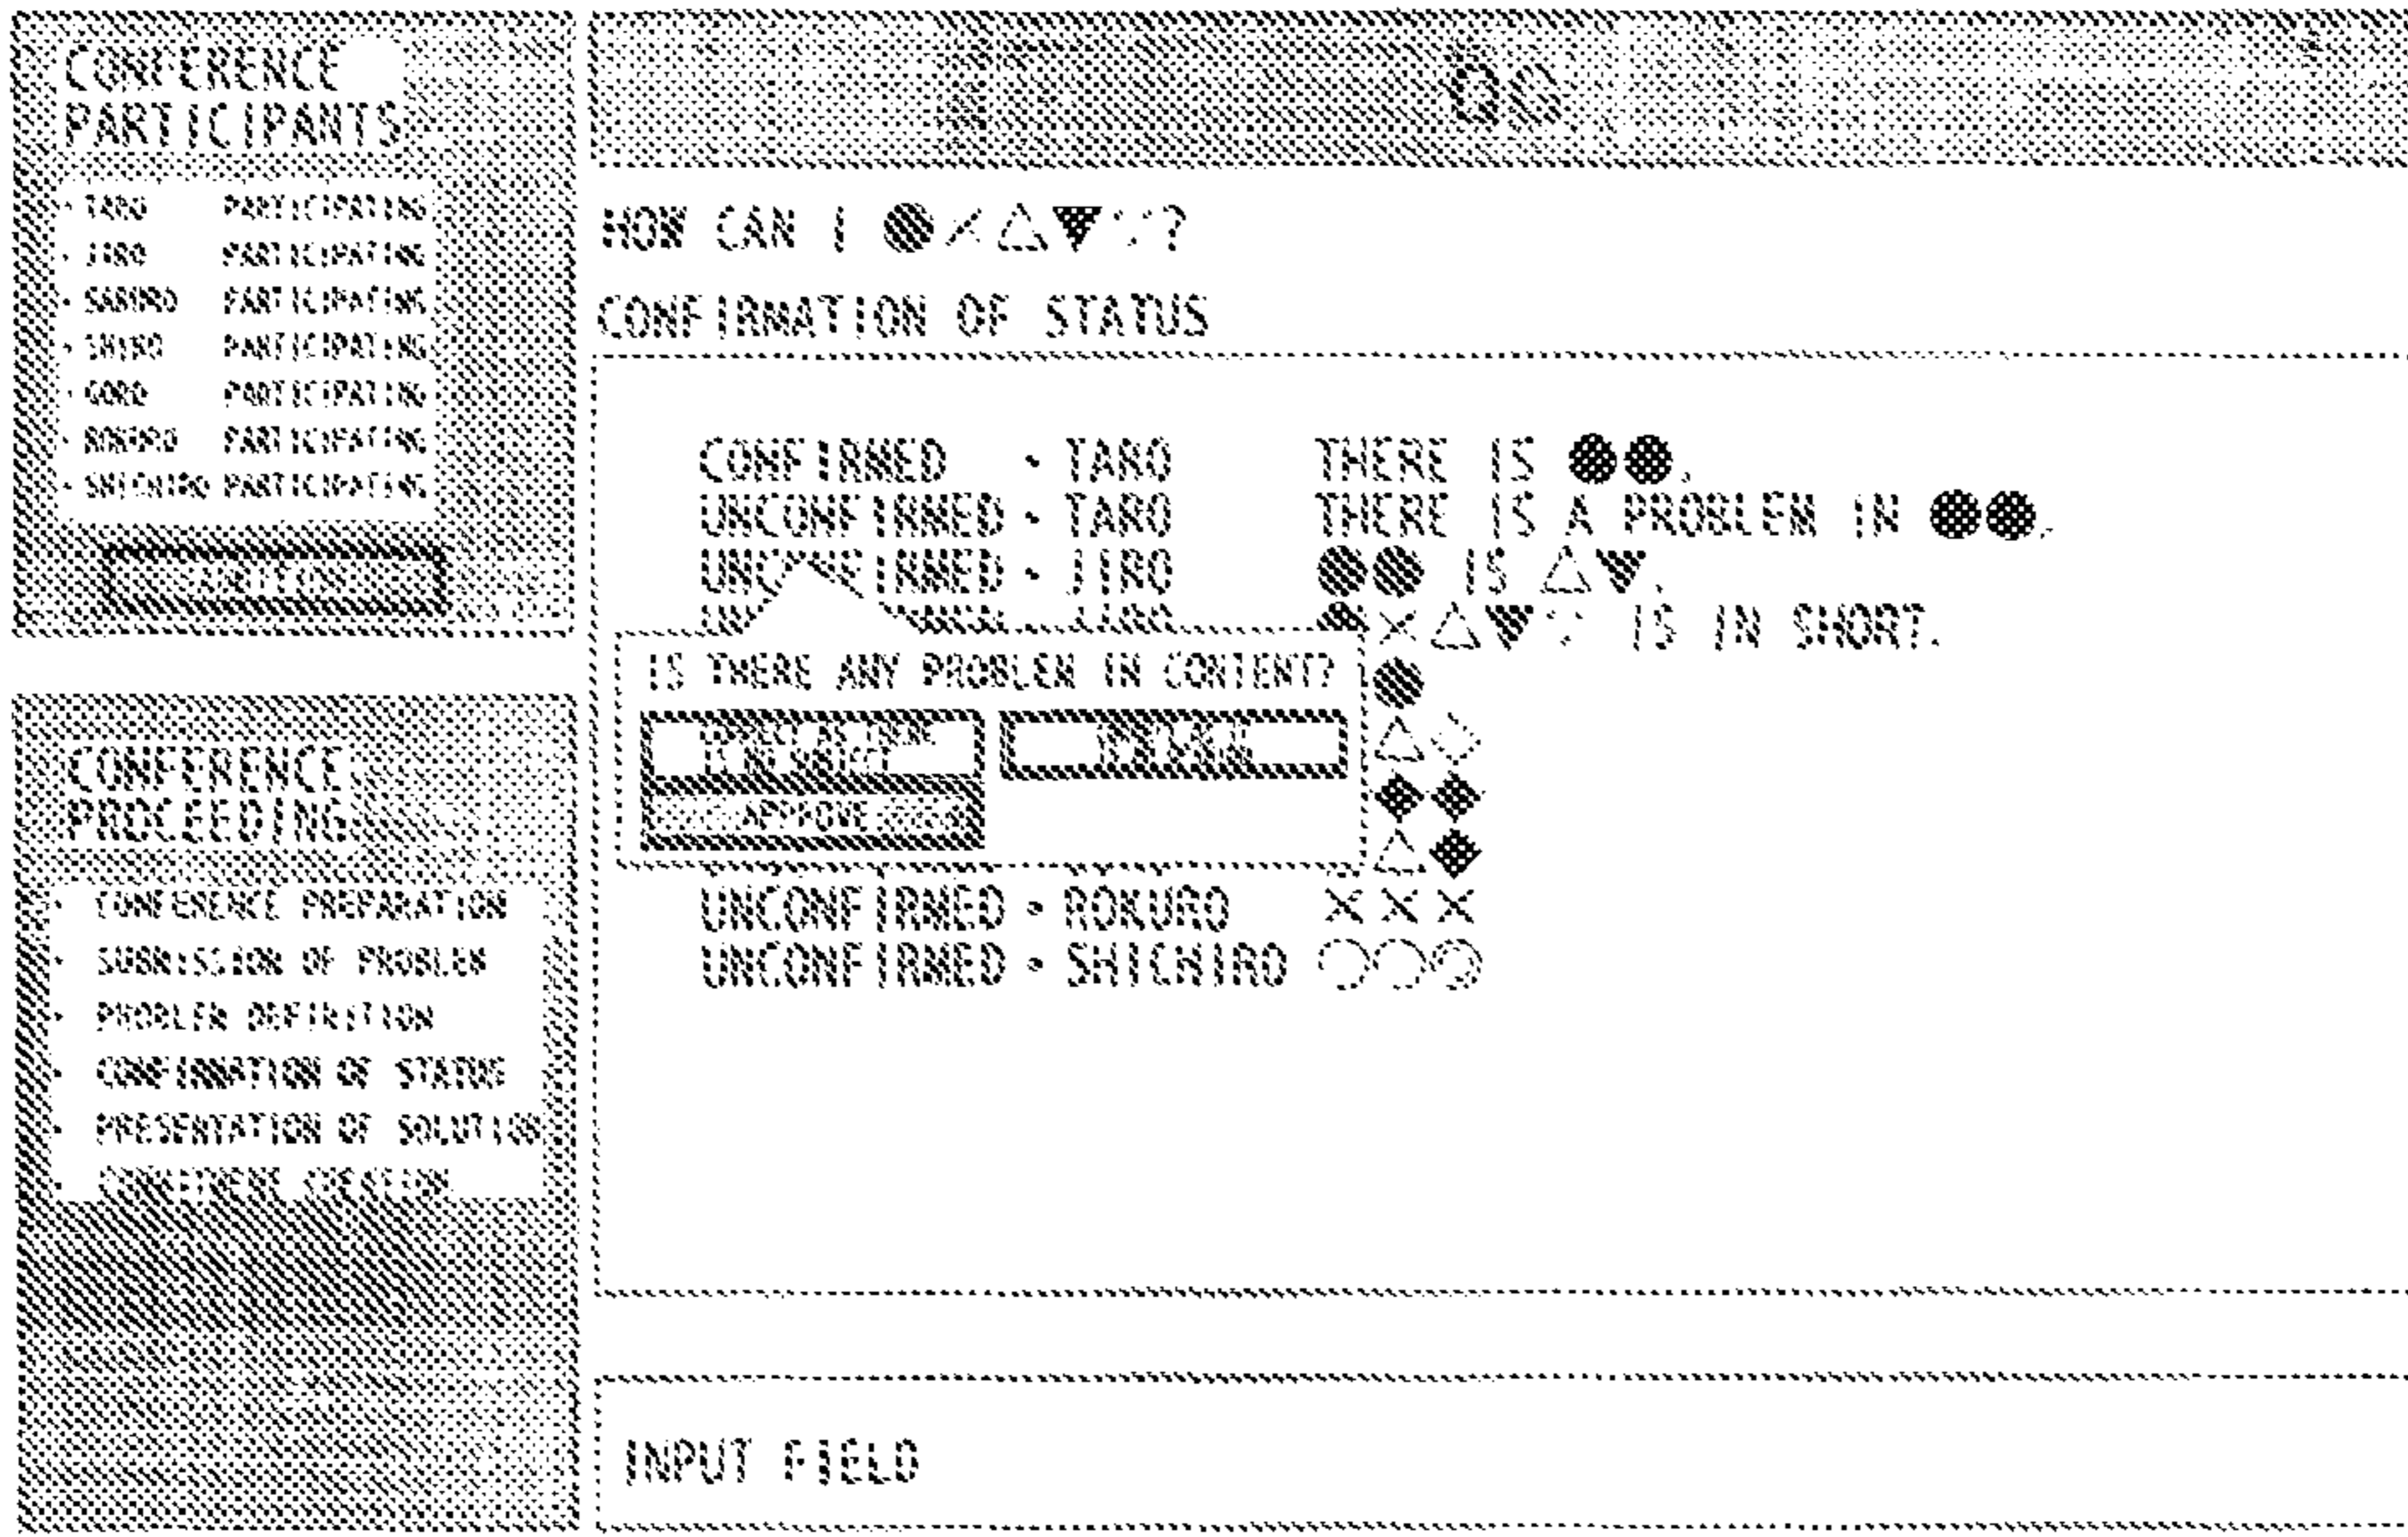 CONFERENCE
PARTICIPANTS
・TARO PARTICIPATING
・JIRO PARTICIPATING
・SABURO PARTICIPATING
・SHIRO PARTICIPATING
・GORO PARTICIPATING
・ROKURO PARTICIPATING
・SHICHIRO PARTICIPATING
CONFERENCE
PROCEEDING
・CONFERENCE PREPARATION
・SUBMISSION OF PROBLEM
・PROBLEM DEFINITION
・CONFIRMATION OF STATUS
・PRESENTATION OF SOLUTION
HOW CAN I ●×△▼∵?
CONFIRMATION OF STATUS
CONFIRMED ・TARO THERE IS ●●.
UNCONFIRMED・TARO THERE IS A PROBLEM IN ●●.
UNCONFIRMED・JIRO ●● IS △▼.
×△▼∵ IS IN SHORT.
IS THERE ANY PROBLEM IN CONTENT?
●
△◇
◆◆
APPROVE
△◆
UNCONFIRMED・ROKURO ×××
UNCONFIRMED・SHICHIRO ○○◎
INPUT FIELD